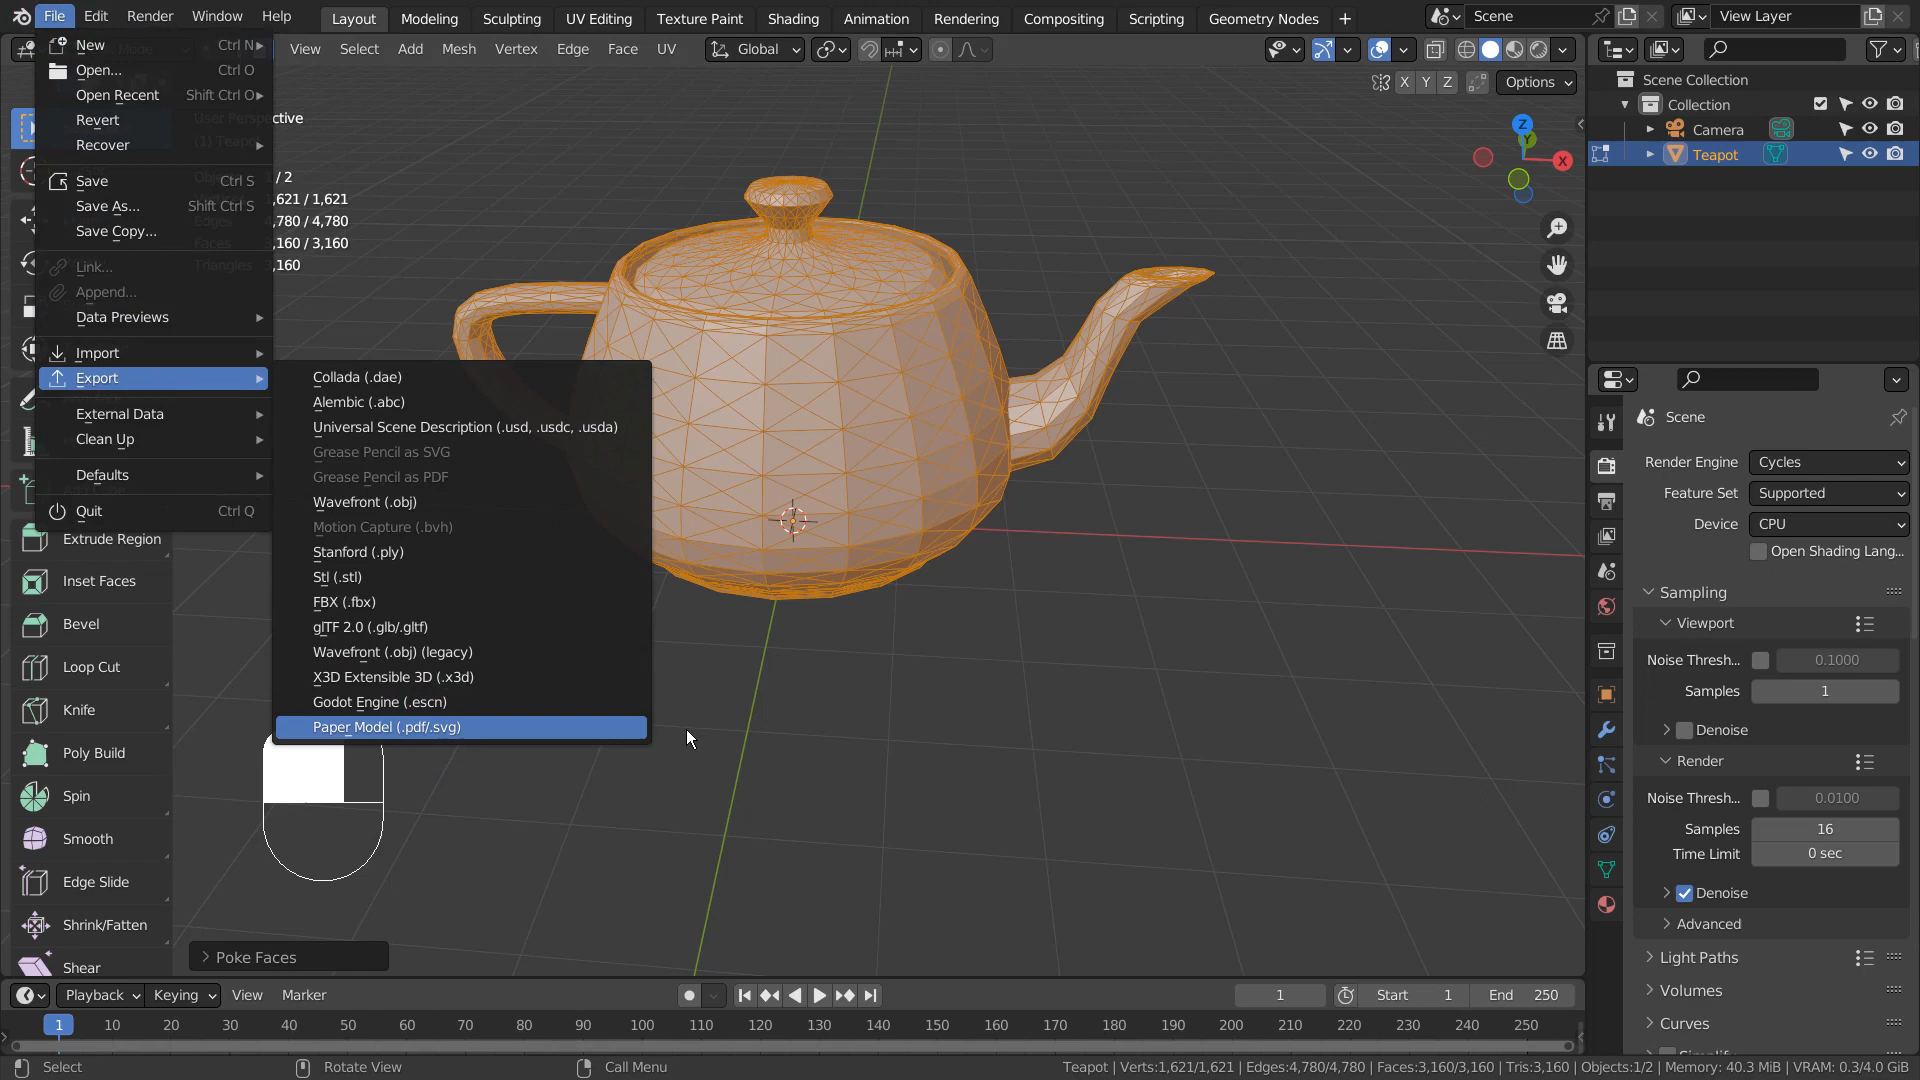 File Edit Render Window Help Layout Modeling Sculpting UV Editing Texture Paint Shading Animation Rendering Compositing Scripting Geometry Nodes + Scene View Layer
View Select Add Mesh Vertex Edge Face UV Global
X Y Z Options
New Ctrl N
Open... Ctrl O
Open Recent Shift Ctrl O
Revert
Recover
Save Ctrl S
Save As... Shift Ctrl S
Save Copy...
Link...
Append...
Data Previews
Import
Export
External Data
Clean Up
Defaults
Quit Ctrl Q
User Perspective
(1) Teapot
/ 2
,621 / 1,621
Edges 4,780 / 4,780
Faces 3,160 / 3,160
Triangles 3,160
Collada (.dae)
Alembic (.abc)
Universal Scene Description (.usd, .usdc, .usda)
Grease Pencil as SVG
Grease Pencil as PDF
Wavefront (.obj)
Motion Capture (.bvh)
Stanford (.ply)
Stl (.stl)
FBX (.fbx)
glTF 2.0 (.glb/.gltf)
Wavefront (.obj) (legacy)
X3D Extensible 3D (.x3d)
Godot Engine (.escn)
Paper Model (.pdf/.svg)
Extrude Region
Inset Faces
Bevel
Loop Cut
Knife
Poly Build
Spin
Smooth
Edge Slide
Shrink/Fatten
Shear
Poke Faces
Z
Y
X
Scene Collection
Collection
Camera
Teapot
Scene
Render Engine Cycles
Feature Set Supported
Device CPU
Open Shading Lang...
Sampling
Viewport
Noise Thresh... 0.1000
Samples 1
Denoise
Render
Noise Thresh... 0.0100
Samples 16
Time Limit 0 sec
Denoise
Advanced
Light Paths
Volumes
Curves
Playback Keying View Marker 1 Start 1 End 250
1 10 20 30 40 50 60 70 80 90 100 110 120 130 140 150 160 170 180 190 200 210 220 230 240 250
Select Rotate View Call Menu Teapot | Verts:1,621/1,621 | Edges:4,780/4,780 | Faces:3,160/3,160 | Tris:3,160 | Objects:1/2 | Memory: 40.3 MiB | VRAM: 0.3/4.0 GiB